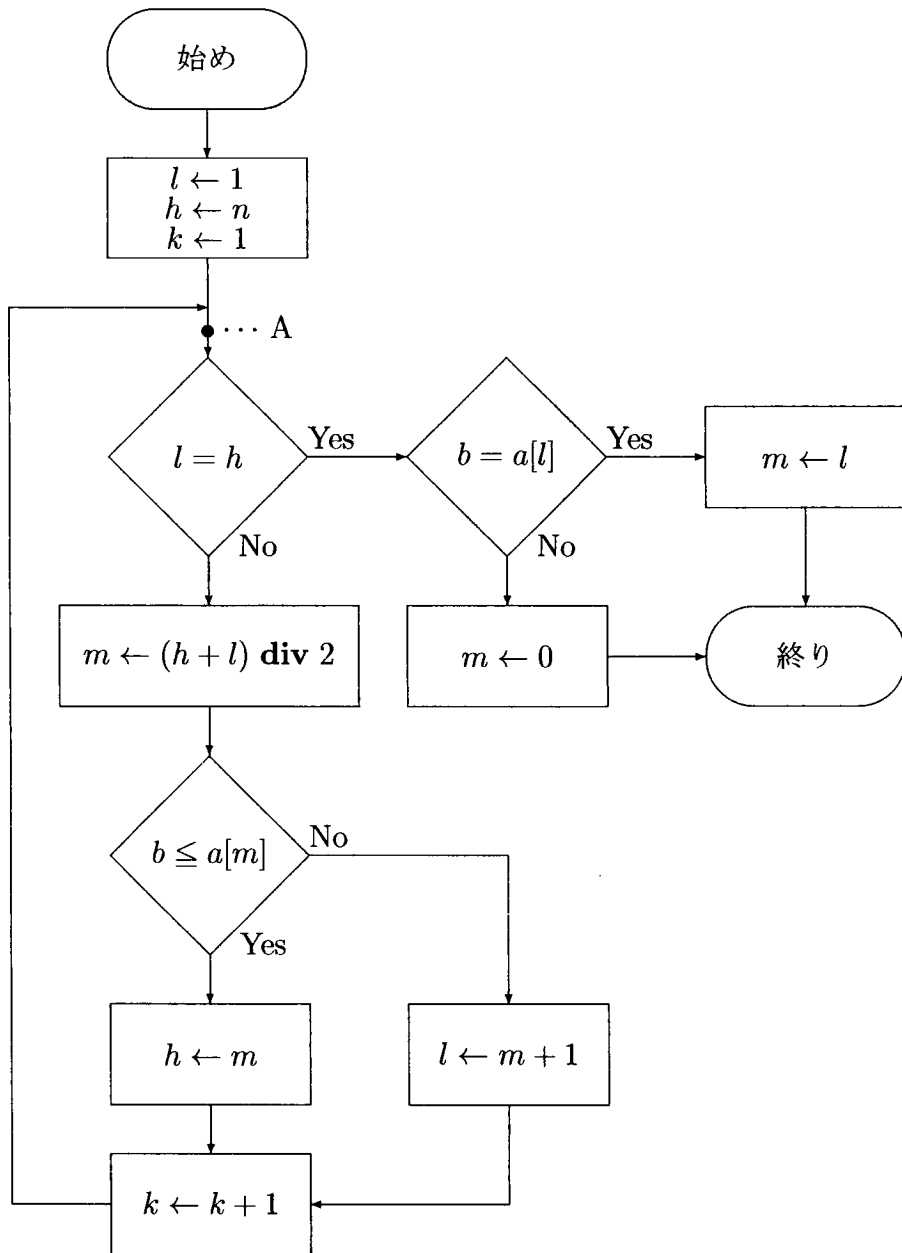 始め
l ← 1
h ← n
k ← 1
··· A
l = h
Yes
No
b = a[l]
Yes
No
m ← l
m ← (h + l) div 2
m ← 0
終り
b ≦ a[m]
No
Yes
h ← m
l ← m + 1
k ← k + 1